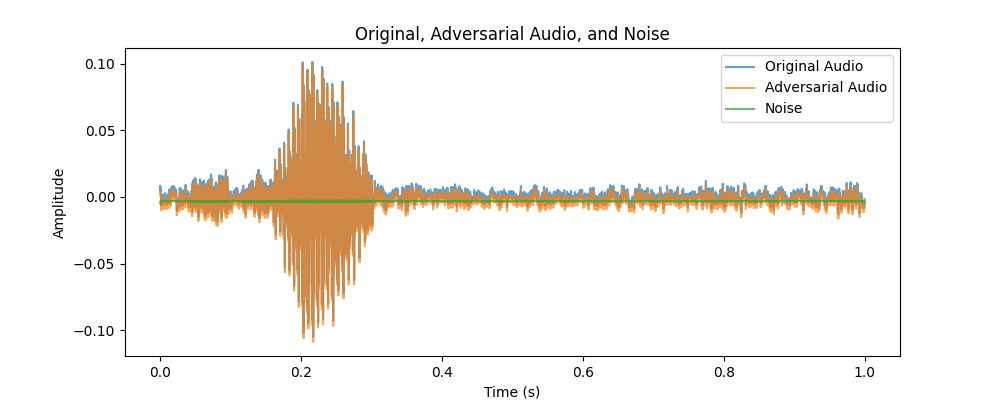 Original, Adversarial Audio, and Noise
Original Audio
Adversarial Audio
Noise
Amplitude
0.10
0.05
0.00
−0.05
−0.10
0.0
0.2
0.4
0.6
0.8
1.0
Time (s)